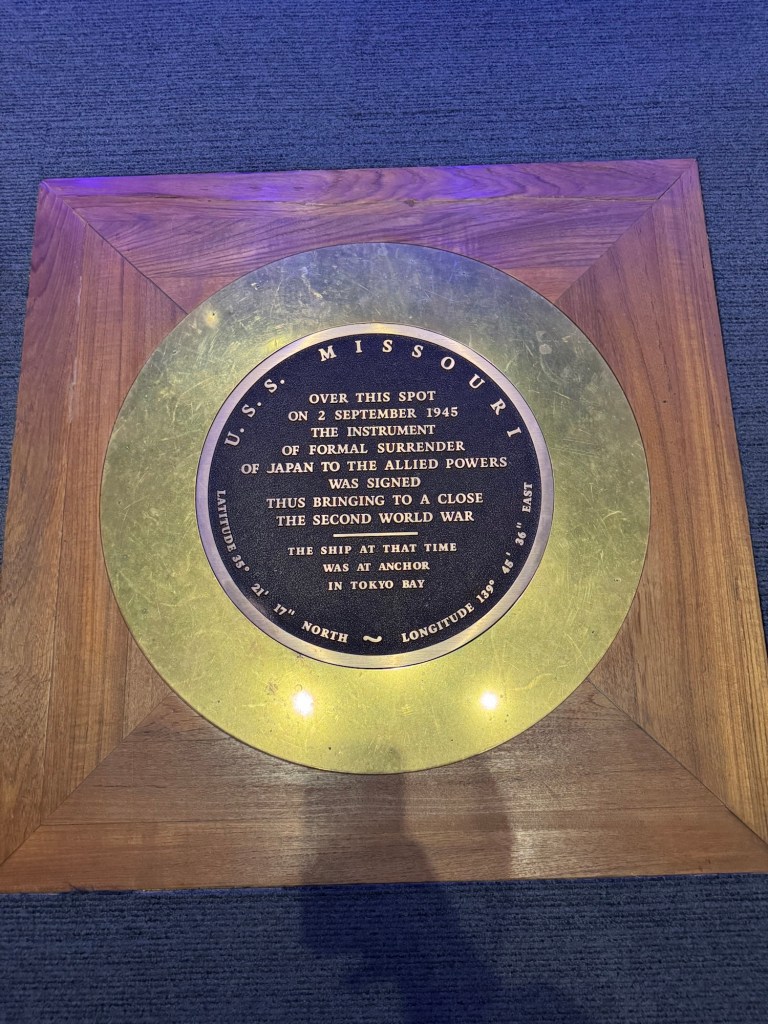 U.S.S. MISSOURI
OVER THIS SPOT
ON 2 SEPTEMBER 1945
THE INSTRUMENT
OF FORMAL SURRENDER
OF JAPAN TO THE ALLIED POWERS
WAS SIGNED
THUS BRINGING TO A CLOSE
THE SECOND WORLD WAR
THE SHIP AT THAT TIME
WAS AT ANCHOR
IN TOKYO BAY
LATITUDE 35° 21' 17" NORTH ~ LONGITUDE 139° 45' 36" EAST